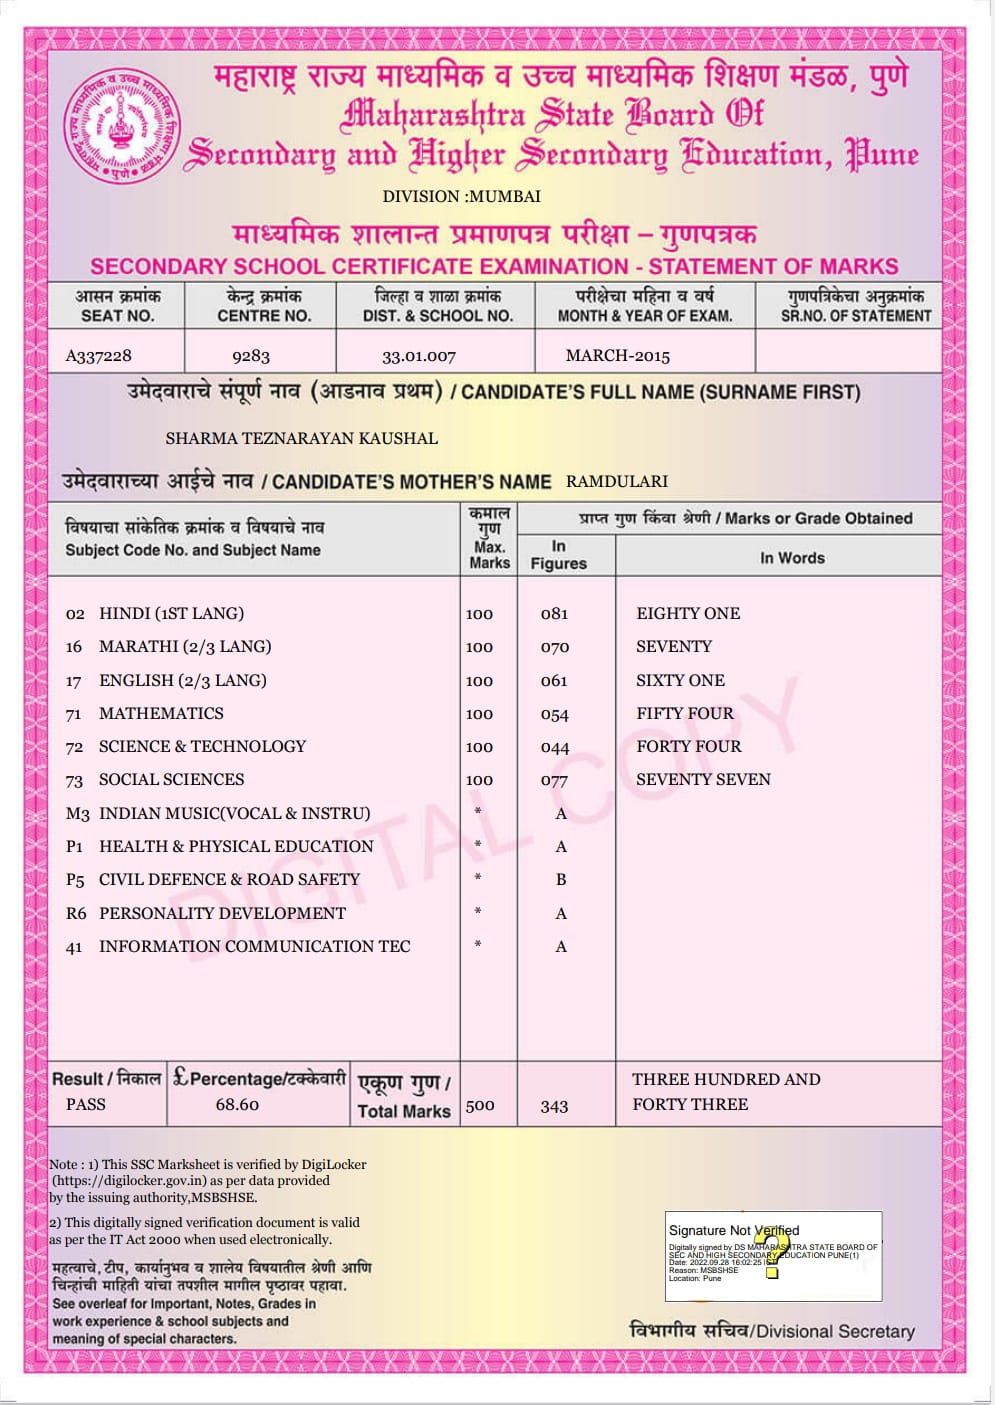 महाराष्ट्र राज्य माध्यमिक व उच्च माध्यमिक शिक्षण मंडळ, पुणे
Maharashtra State Board Of
Secondary and Higher Secondary Education, Pune
DIVISION :MUMBAI
माध्यमिक शालान्त प्रमाणपत्र परीक्षा – गुणपत्रक
SECONDARY SCHOOL CERTIFICATE EXAMINATION - STATEMENT OF MARKS
आसन क्रमांक केन्द्र क्रमांक जिल्हा व शाळा क्रमांक परीक्षेचा महिना व वर्ष गुणपत्रिकेचा अनुक्रमांक
SEAT NO. CENTRE NO. DIST. & SCHOOL NO. MONTH & YEAR OF EXAM. SR.NO. OF STATEMENT
A337228 9283 33.01.007 MARCH-2015
उमेदवाराचे संपूर्ण नाव (आडनाव प्रथम) / CANDIDATE'S FULL NAME (SURNAME FIRST)
SHARMA TEZNARAYAN KAUSHAL
उमेदवाराच्या आईचे नाव / CANDIDATE'S MOTHER'S NAME RAMDULARI
विषयाचा सांकेतिक क्रमांक व विषयाचे नाव
Subject Code No. and Subject Name
कमाल
गुण
Max.
Marks
प्राप्त गुण किंवा श्रेणी / Marks or Grade Obtained
In
Figures
In Words
02 HINDI (1ST LANG) 100 081 EIGHTY ONE
16 MARATHI (2/3 LANG) 100 070 SEVENTY
17 ENGLISH (2/3 LANG) 100 061 SIXTY ONE
71 MATHEMATICS 100 054 FIFTY FOUR
72 SCIENCE & TECHNOLOGY 100 044 FORTY FOUR
73 SOCIAL SCIENCES 100 077 SEVENTY SEVEN
M3 INDIAN MUSIC(VOCAL & INSTRU) * A
P1 HEALTH & PHYSICAL EDUCATION * A
P5 CIVIL DEFENCE & ROAD SAFETY * B
R6 PERSONALITY DEVELOPMENT * A
41 INFORMATION COMMUNICATION TEC * A
DIGITAL COPY
Result / निकाल £ Percentage/टक्केवारी एकूण गुण / THREE HUNDRED AND
PASS 68.60 Total Marks 500 343 FORTY THREE
Note : 1) This SSC Marksheet is verified by DigiLocker
(https://digilocker.gov.in) as per data provided
by the issuing authority,MSBSHSE.
2) This digitally signed verification document is valid
as per the IT Act 2000 when used electronically.
महत्वाचे, टीप, कार्यानुभव व शालेय विषयातील श्रेणी आणि
चिन्हांची माहिती यांचा तपशील मागील पृष्ठावर पहावा.
See overleaf for Important, Notes, Grades in
work experience & school subjects and
meaning of special characters.
Signature Not Verified
Digitally signed by DS MAHARASHTRA STATE BOARD OF
SEC AND HIGH SECONDARY EDUCATION PUNE(1)
Date: 2022.09.28 16:02:25 IST
Reason: MSBSHSE
Location: Pune
विभागीय सचिव/Divisional Secretary